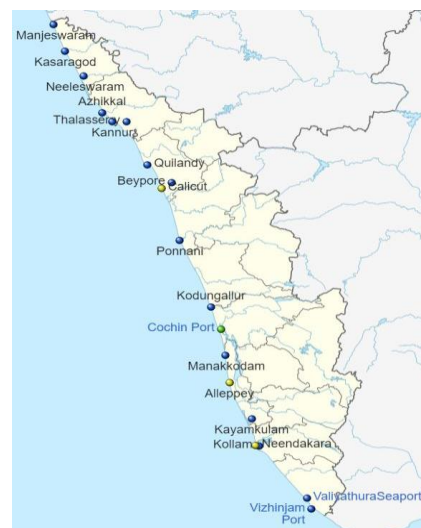 Manjeswaram
Kasaragod
Neeleswaram
Azhikkal
Thalassery
Kannur
Quilandy
Beypore
Calicut
Ponnani
Kodungallur
Cochin Port
Manakkodam
Alleppey
Kayamkulam
Kollam
Neendakara
ValiyathuraSeaport
Vizhinjam
Port